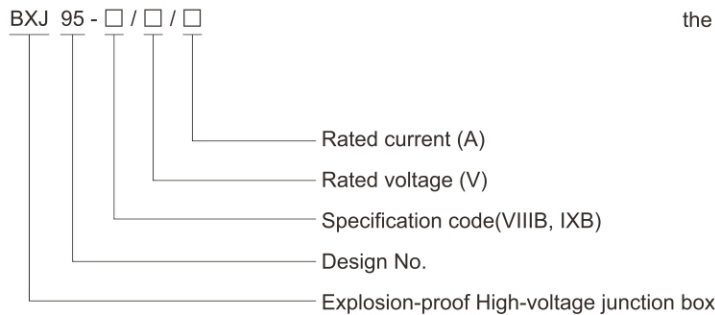 BXJ 95 - □ / □ / □ the
Rated current (A)
Rated voltage (V)
Specification code(VIIIB, IXB)
Design No.
Explosion-proof High-voltage junction box